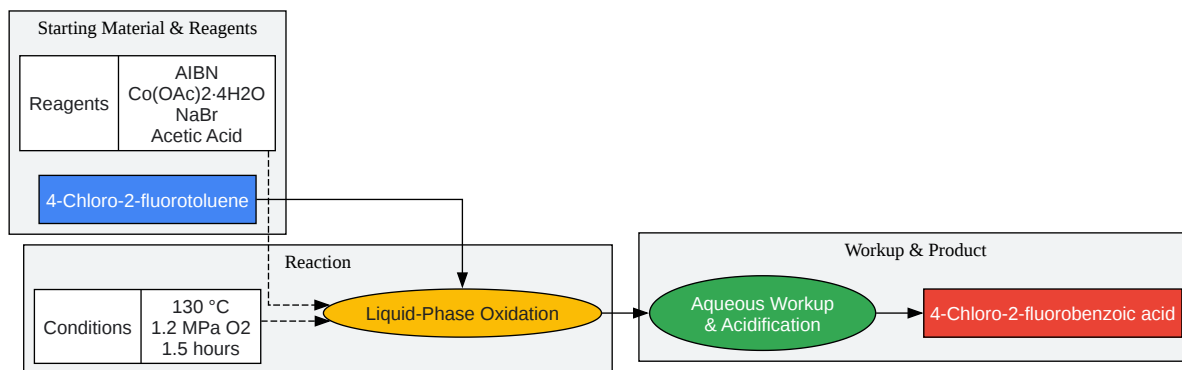 Starting Material & Reagents
Reagents
AIBN
Co(OAc)2·4H2O
NaBr
Acetic Acid
4-Chloro-2-fluorotoluene
Reaction
Conditions
130 °C
1.2 MPa O2
1.5 hours
Liquid-Phase Oxidation
Workup & Product
Aqueous Workup
& Acidification
4-Chloro-2-fluorobenzoic acid